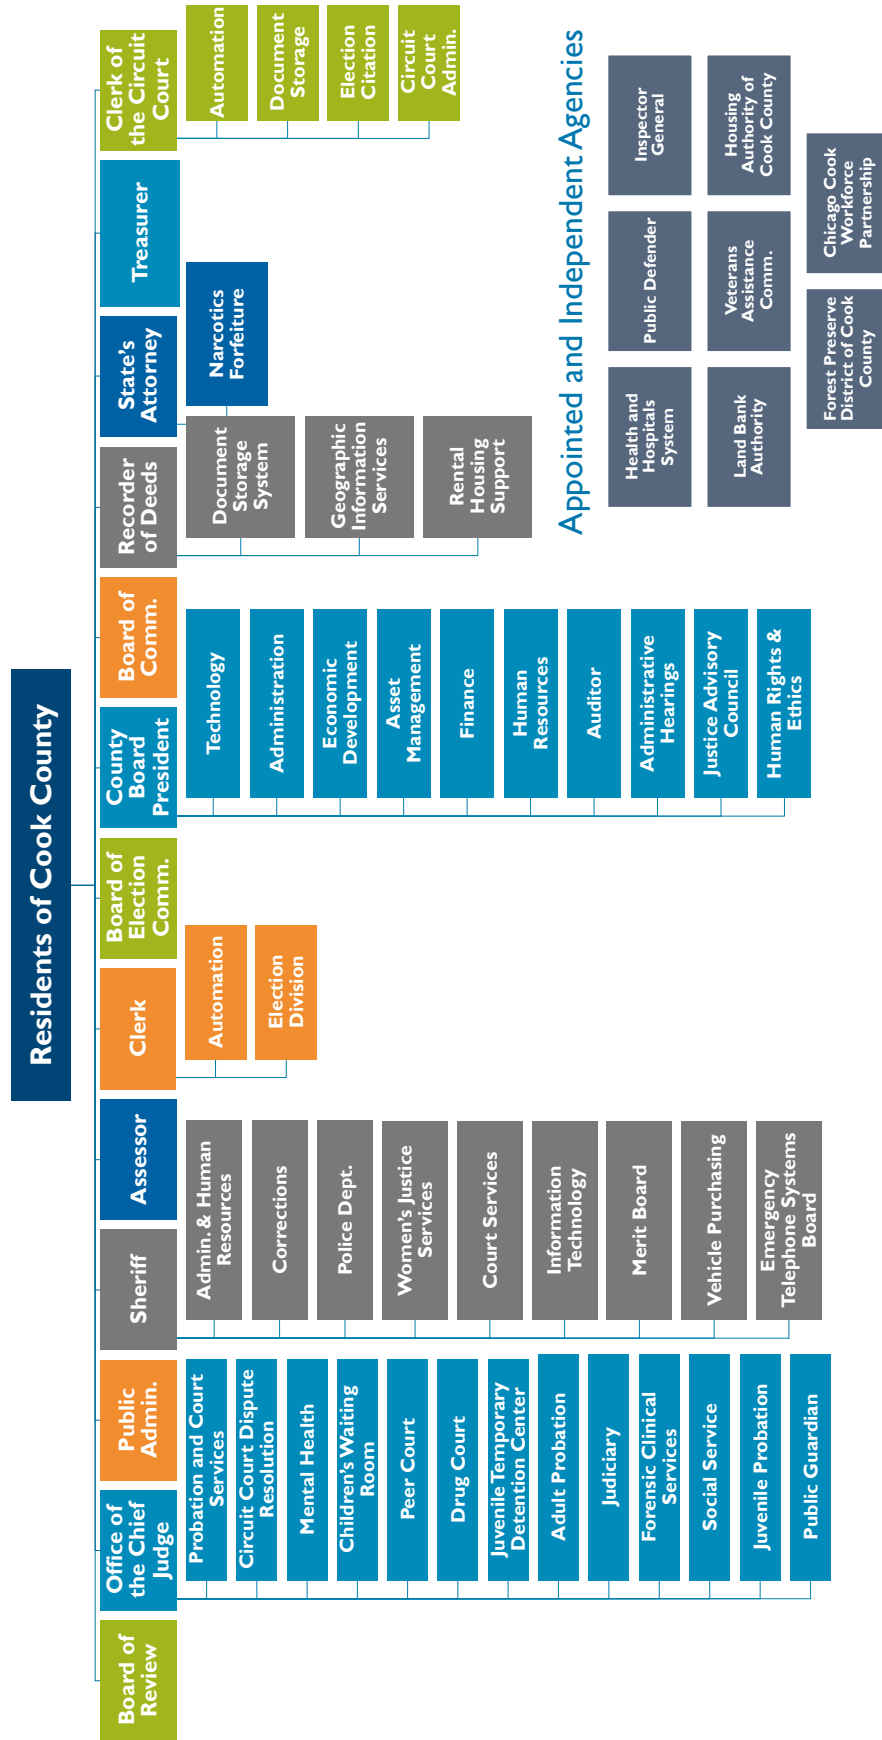 Residents of Cook County
Board of
Review
Office of
the Chief
Judge
Public
Admin.
Sheriff
Assessor
Clerk
Board of
Election
Comm.
County
Board
President
Board of
Comm.
Recorder
of Deeds
State's
Attorney
Treasurer
Clerk of
the Circuit
Court
Probation and Court
Services
Circuit Court Dispute
Resolution
Mental Health
Children's Waiting
Room
Peer Court
Drug Court
Juvenile Temporary
Detention Center
Adult Probation
Judiciary
Forensic Clinical
Services
Social Service
Juvenile Probation
Public Guardian
Admin. & Human
Resources
Corrections
Police Dept.
Women's Justice
Services
Court Services
Information
Technology
Merit Board
Vehicle Purchasing
Emergency
Telephone Systems
Board
Automation
Election
Division
Technology
Administration
Economic
Development
Asset
Management
Finance
Human
Resources
Auditor
Administrative
Hearings
Justice Advisory
Council
Human Rights &
Ethics
Document
Storage
System
Geographic
Information
Services
Rental
Housing
Support
Narcotics
Forfeiture
Automation
Document
Storage
Election
Citation
Circuit
Court
Admin.
Appointed and Independent Agencies
Health and
Hospitals
System
Public Defender
Inspector
General
Land Bank
Authority
Veterans
Assistance
Comm.
Housing
Authority of
Cook County
Forest Preserve
District of Cook
County
Chicago Cook
Workforce
Partnership